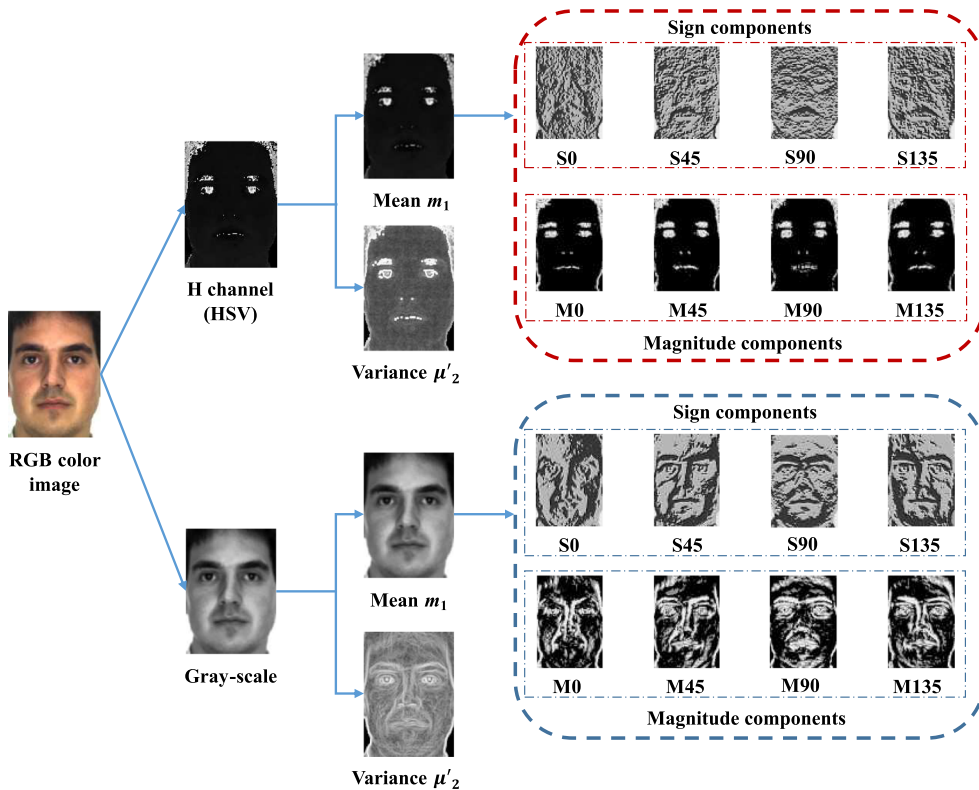 Sign components
S0 S45 S90 S135
M0 M45 M90 M135
Magnitude components
Mean m₁
H channel
(HSV)
Variance μ′₂
RGB color
image
Sign components
S0 S45 S90 S135
M0 M45 M90 M135
Magnitude components
Mean m₁
Gray-scale
Variance μ′₂